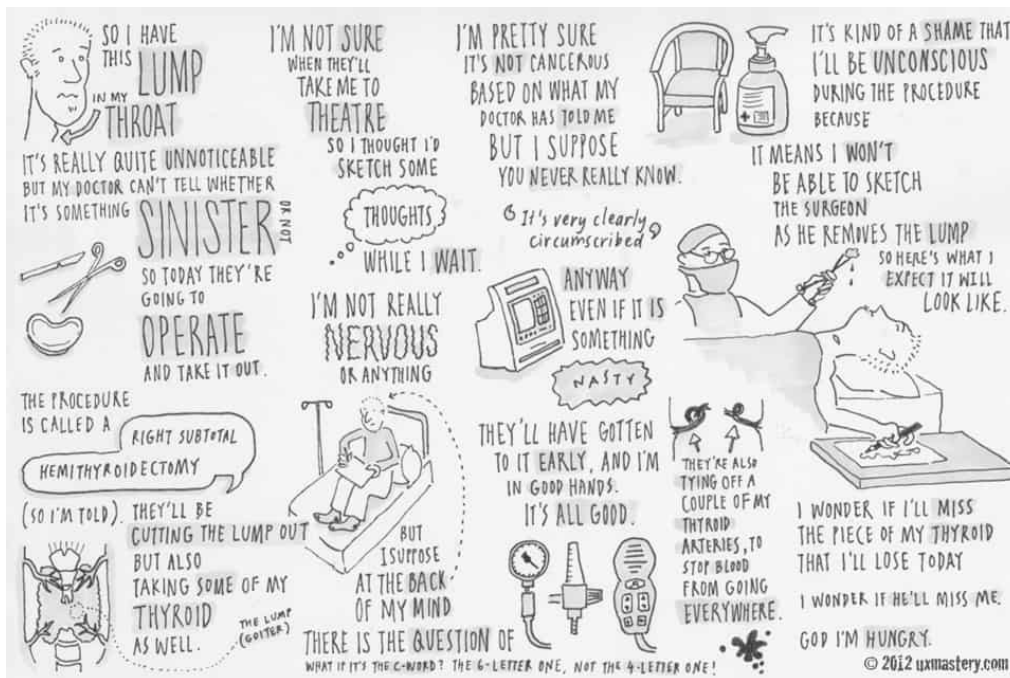 SO I HAVE
THIS LUMP
IN MY
THROAT
IT'S REALLY QUITE UNNOTICEABLE
BUT MY DOCTOR CAN'T TELL WHETHER
IT'S SOMETHING SINISTER OR NOT
SO TODAY THEY'RE
GOING TO
OPERATE
AND TAKE IT OUT.
THE PROCEDURE
IS CALLED A
RIGHT SUBTOTAL
HEMITHYROIDECTOMY
(SO I'M TOLD). THEY'LL BE
CUTTING THE LUMP OUT
BUT ALSO
TAKING SOME OF MY
THYROID
AS WELL.
THE LUMP
(GOITER)
I'M NOT SURE
WHEN THEY'LL
TAKE ME TO
THEATRE
SO I THOUGHT I'D
SKETCH SOME
THOUGHTS
WHILE I WAIT.
I'M NOT REALLY
NERVOUS
OR ANYTHING
BUT
I SUPPOSE
AT THE BACK
OF MY MIND
THERE IS THE QUESTION OF
WHAT IF IT'S THE C-WORD? THE 6-LETTER ONE, NOT THE 4-LETTER ONE!
I'M PRETTY SURE
IT'S NOT CANCEROUS
BASED ON WHAT MY
DOCTOR HAS TOLD ME
BUT I SUPPOSE
YOU NEVER REALLY KNOW.
It's very clearly
circumscribed
ANYWAY
EVEN IF IT IS
SOMETHING
NASTY
THEY'LL HAVE GOTTEN
TO IT EARLY, AND I'M
IN GOOD HANDS.
IT'S ALL GOOD.
THEY'RE ALSO
TYING OFF A
COUPLE OF MY
THYROID
ARTERIES, TO
STOP BLOOD
FROM GOING
EVERYWHERE.
IT'S KIND OF A SHAME THAT
I'LL BE UNCONSCIOUS
DURING THE PROCEDURE
BECAUSE
IT MEANS I WON'T
BE ABLE TO SKETCH
THE SURGEON
AS HE REMOVES THE LUMP
SO HERE'S WHAT I
EXPECT IT WILL
LOOK LIKE.
I WONDER IF I'LL MISS
THE PIECE OF MY THYROID
THAT I'LL LOSE TODAY
I WONDER IF HE'LL MISS ME.
GOD I'M HUNGRY.
© 2012 uxmastery.com